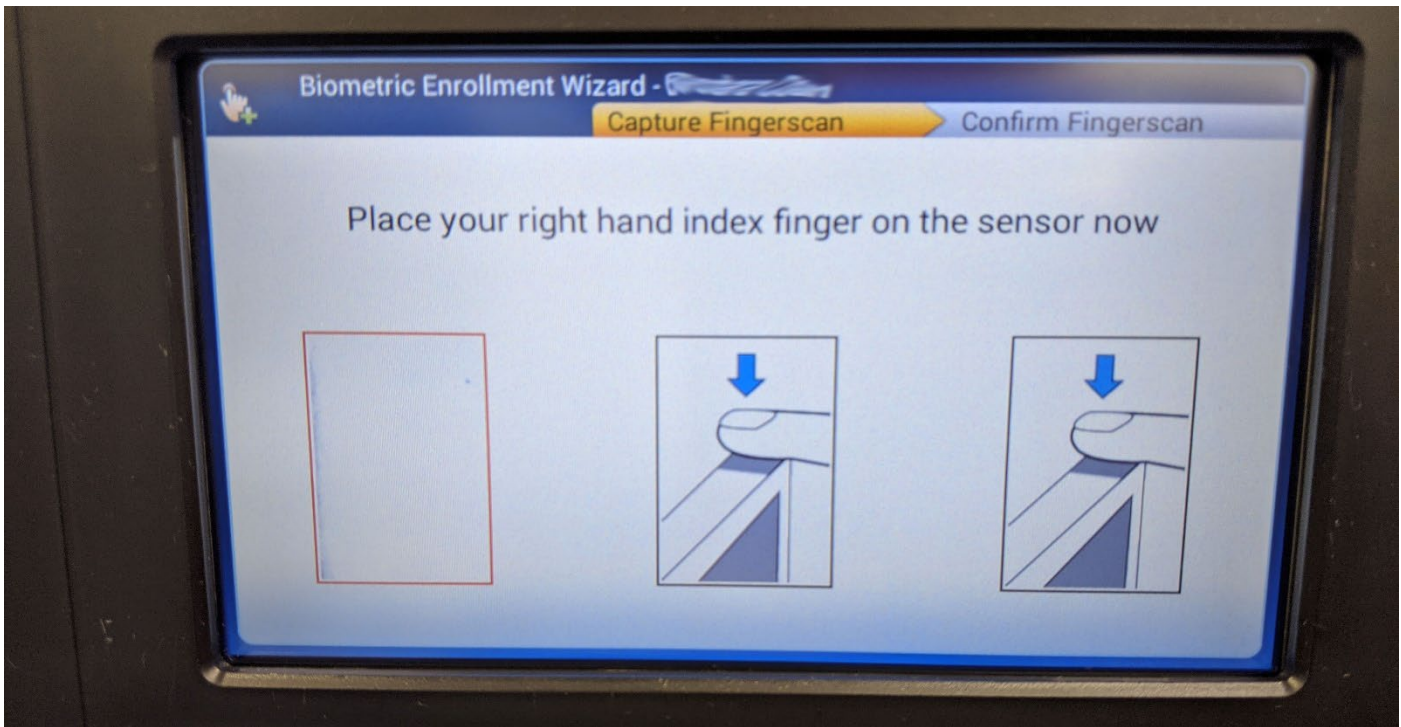 Biometric Enrollment Wizard -
Capture Fingerscan
Confirm Fingerscan
Place your right hand index finger on the sensor now